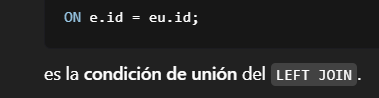 ON e.id = eu.id;
es la condición de unión del LEFT JOIN.